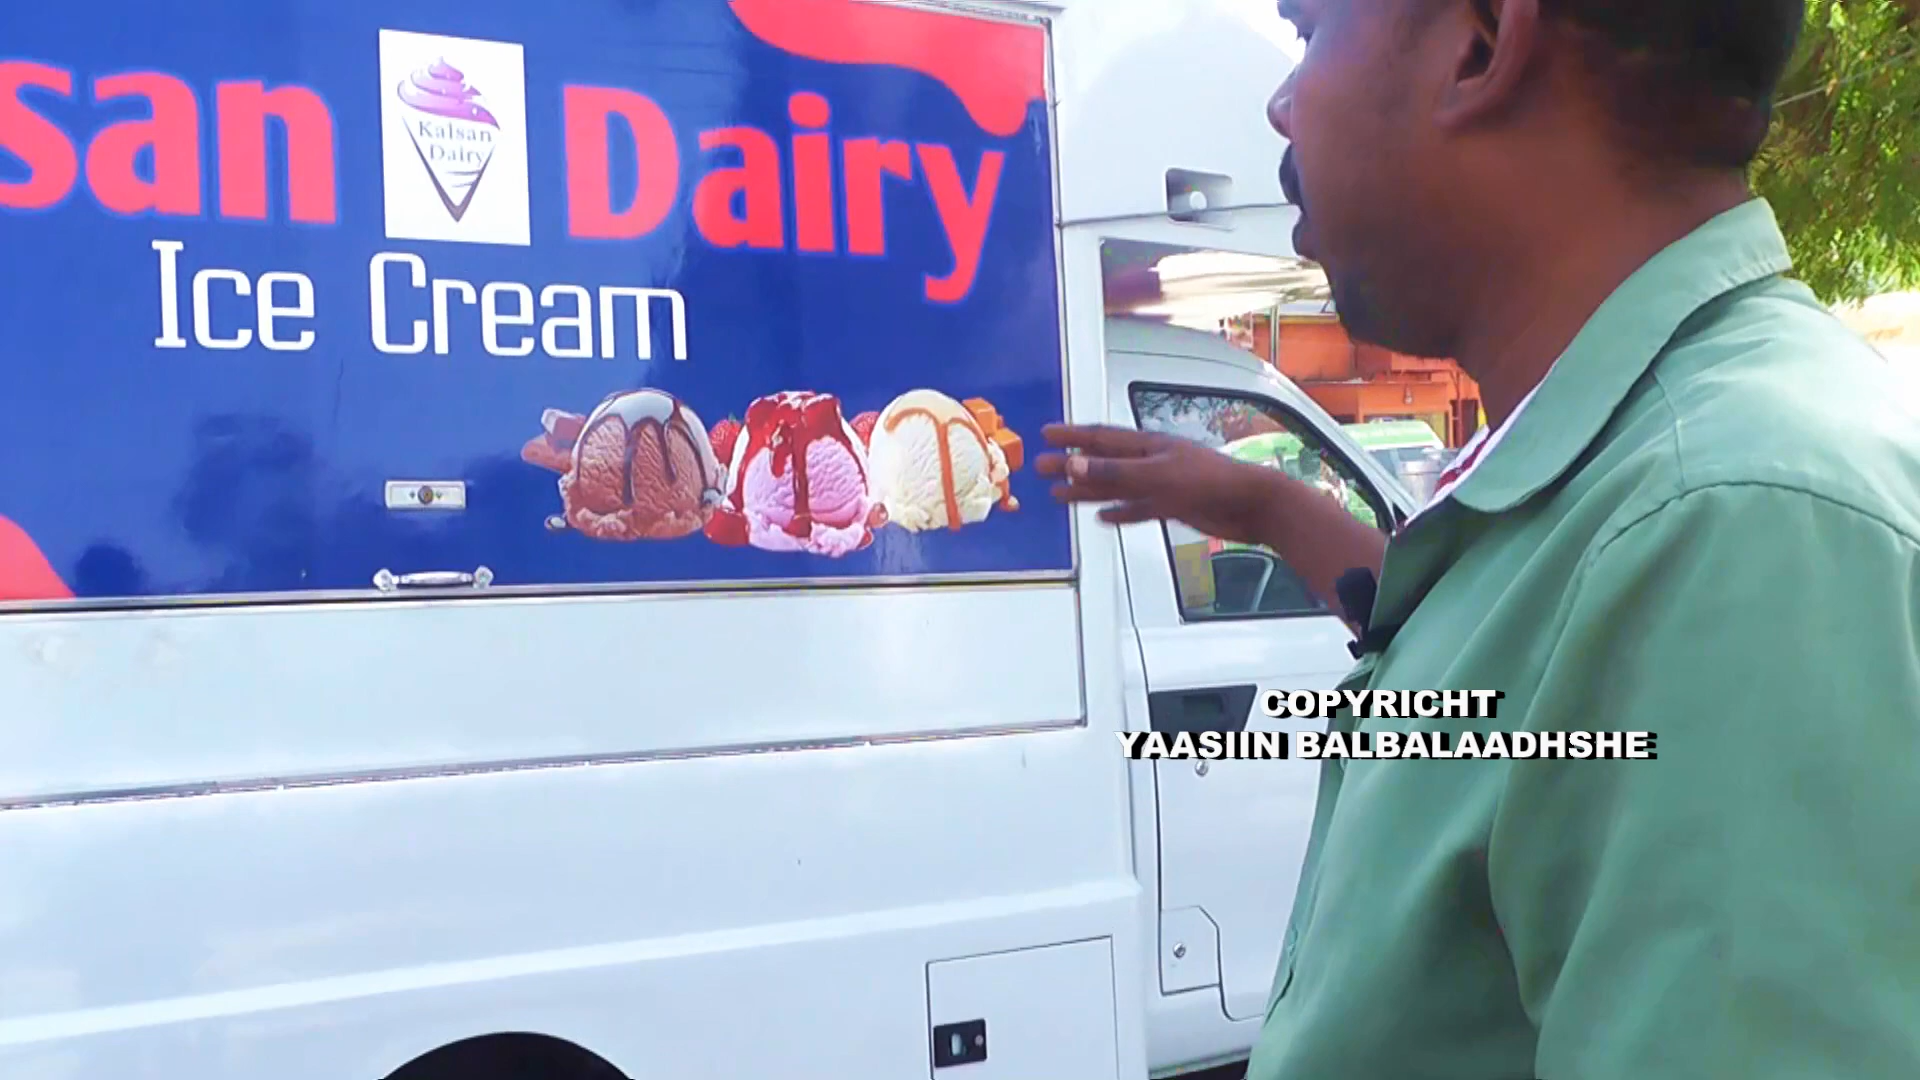 san Dairy
Kalsan
Dairy
Ice Cream
COPYRICHT
YAASIIN BALBALAADHSHE